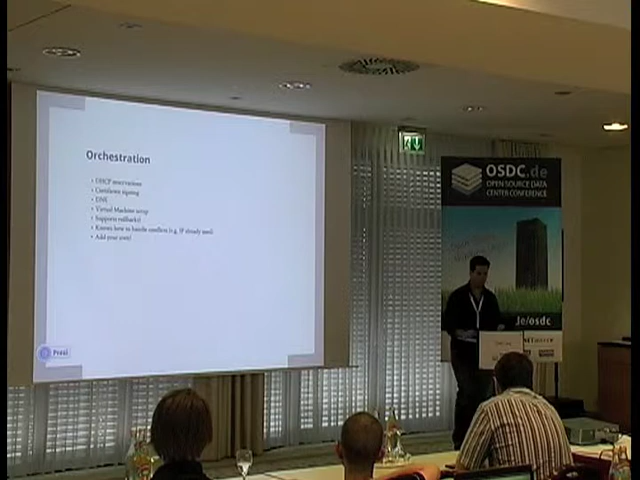 Orchestration
• DHCP reservations
• Certificate signing
• DNS
• Virtual Machine setup
• Supports rollback!
• Knows how to handle conflicts (e.g. IP already used)
• Add your own!
Prezi
OSDC.de
OPEN SOURCE DATA
CENTER CONFERENCE
.de/osdc